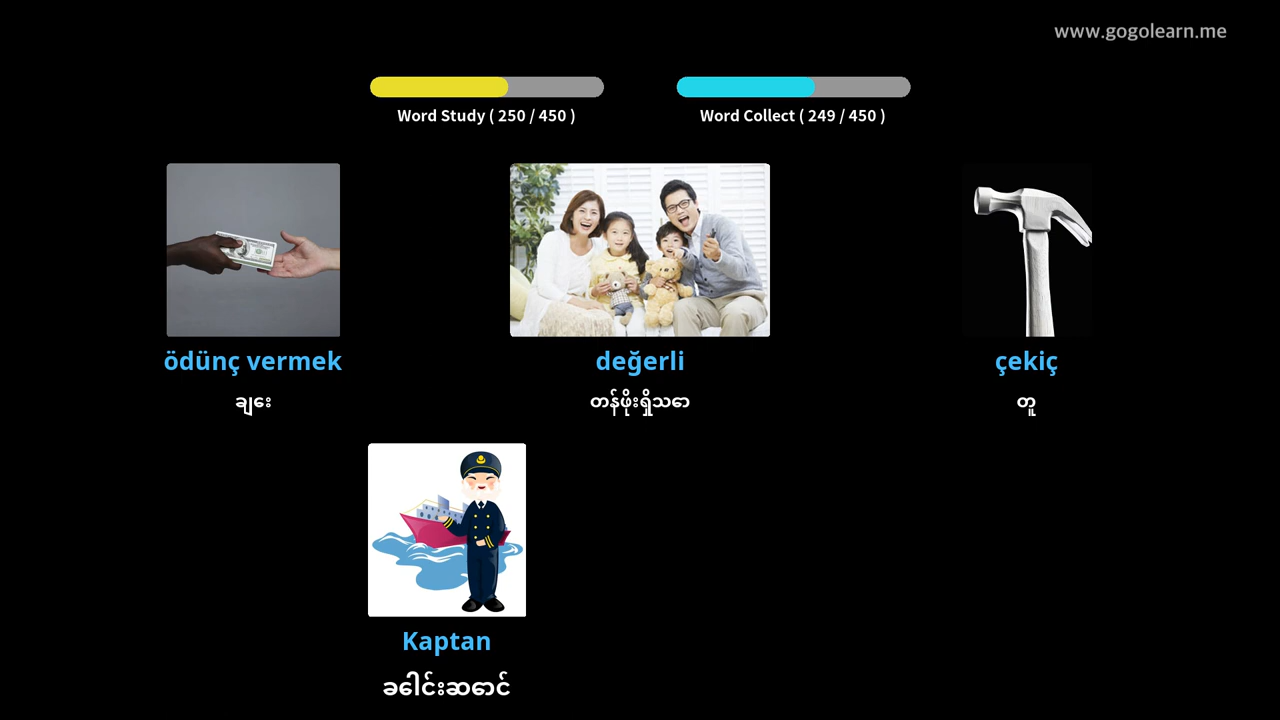 www.gogolearn.me
Word Study ( 250 / 450 )
Word Collect ( 249 / 450 )
ödünç vermek
değerli
çekiç
ချေး
တန်ဖိုးရှိသော
တူ
Kaptan
ခေါင်းဆောင်